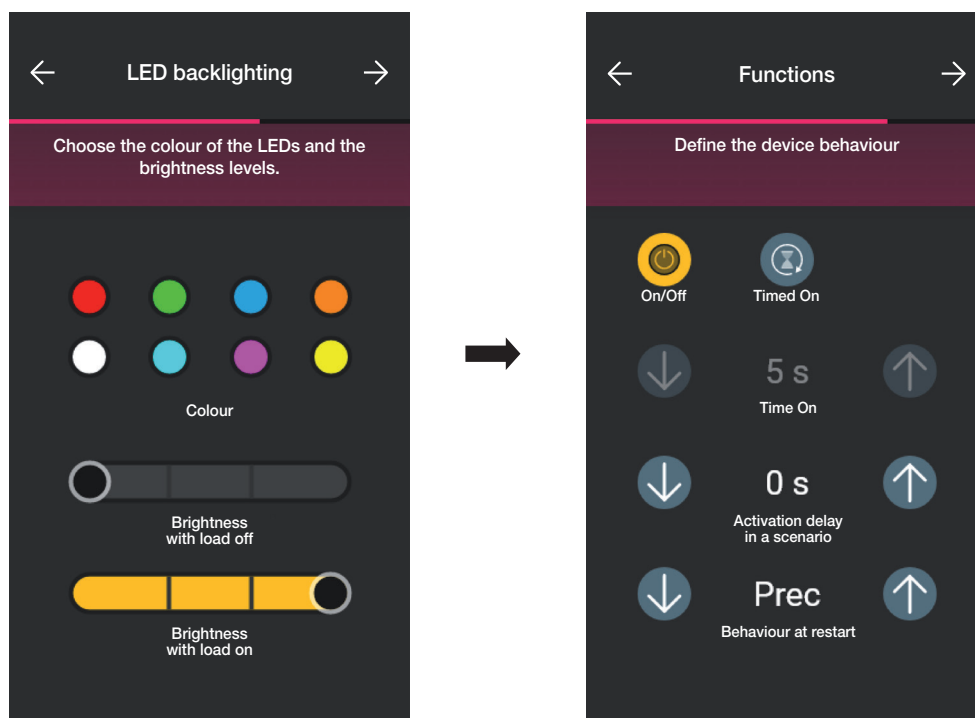 LED backlighting
Choose the colour of the LEDs and the
brightness levels.
Colour
Brightness
with load off
Brightness
with load on
Functions
Define the device behaviour
On/Off
Timed On
5 s
Time On
0 s
Activation delay
in a scenario
Prec
Behaviour at restart